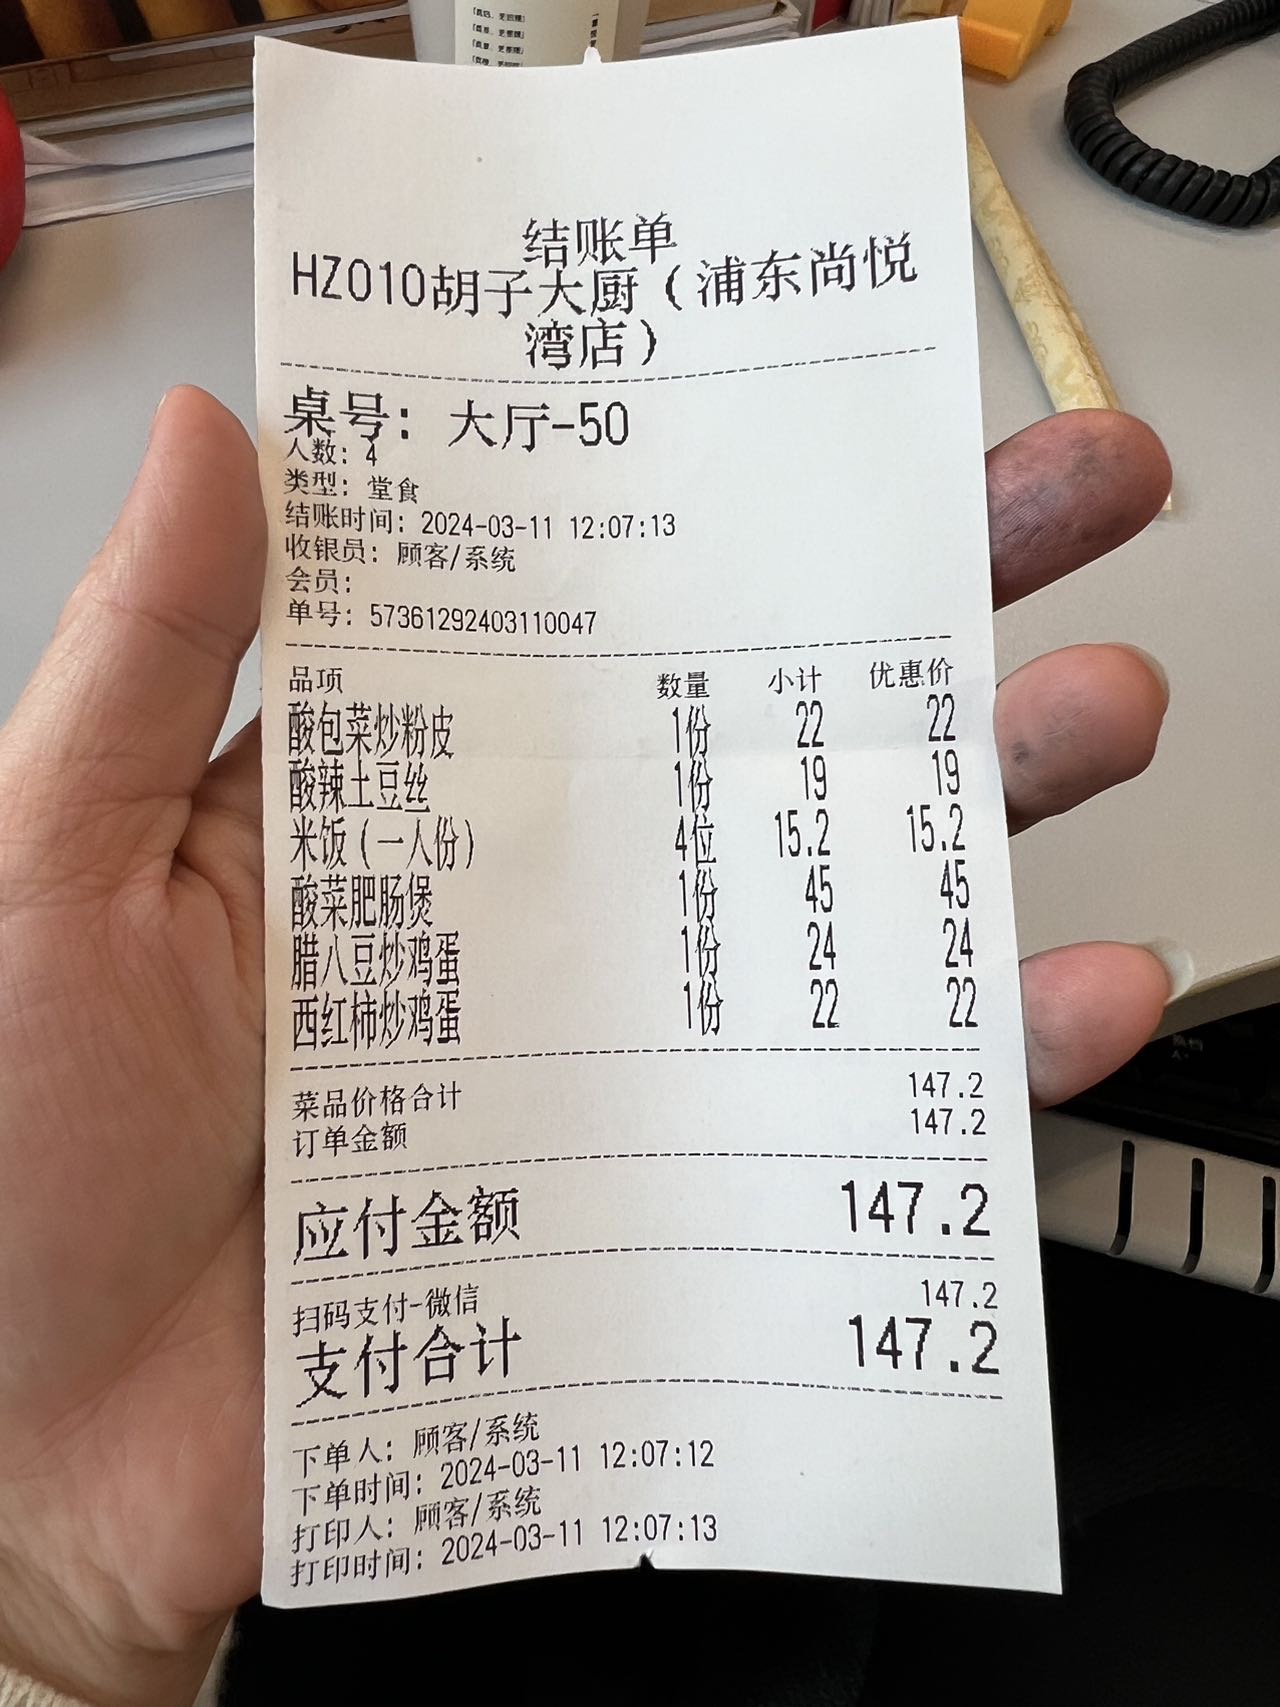 结账单
HZ010胡子大厨（浦东尚悦
湾店）
桌号：大厅-50
人数：4
类型：堂食
结账时间：2024-03-11 12:07:13
收银员：顾客/系统
会员：
单号：57361292403110047
品项 数量 小计 优惠价
酸包菜炒粉皮 1份 22 22
酸辣土豆丝 1份 19 19
米饭（一人份） 4位 15.2 15.2
酸菜肥肠煲 1份 45 45
腊八豆炒鸡蛋 1份 24 24
西红柿炒鸡蛋 1份 22 22
菜品价格合计 147.2
订单金额 147.2
应付金额 147.2
扫码支付-微信 147.2
支付合计 147.2
下单人：顾客/系统
下单时间：2024-03-11 12:07:12
打印人：顾客/系统
打印时间：2024-03-11 12:07:13